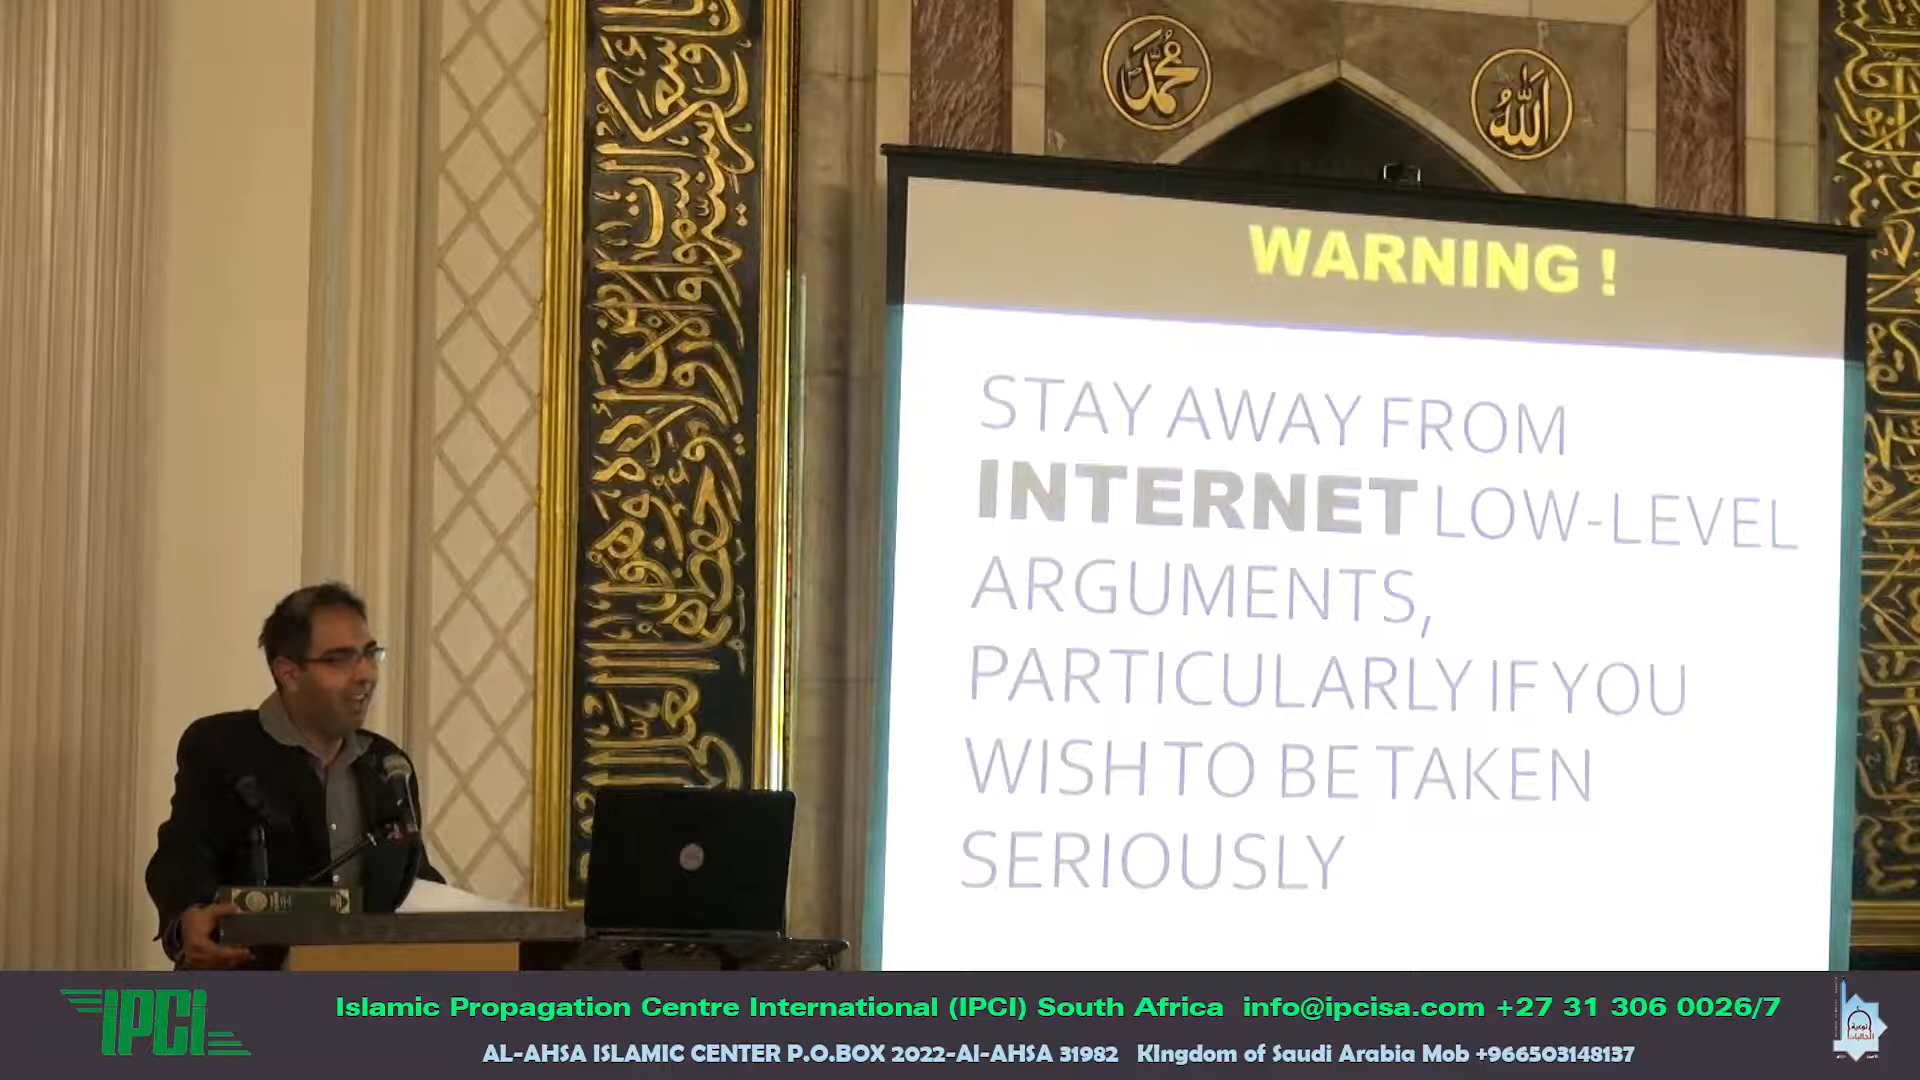 محمد
الله
WARNING !
STAY AWAY FROM
INTERNET LOW-LEVEL
ARGUMENTS,
PARTICULARLY IF YOU
WISH TO BE TAKEN
SERIOUSLY
IPCI
Islamic Propagation Centre International (IPCI) South Africa info@ipcisa.com +27 31 306 0026/7
AL-AHSA ISLAMIC CENTER P.O.BOX 2022-Al-AHSA 31982 KIngdom of Saudi Arabia Mob +966503148137